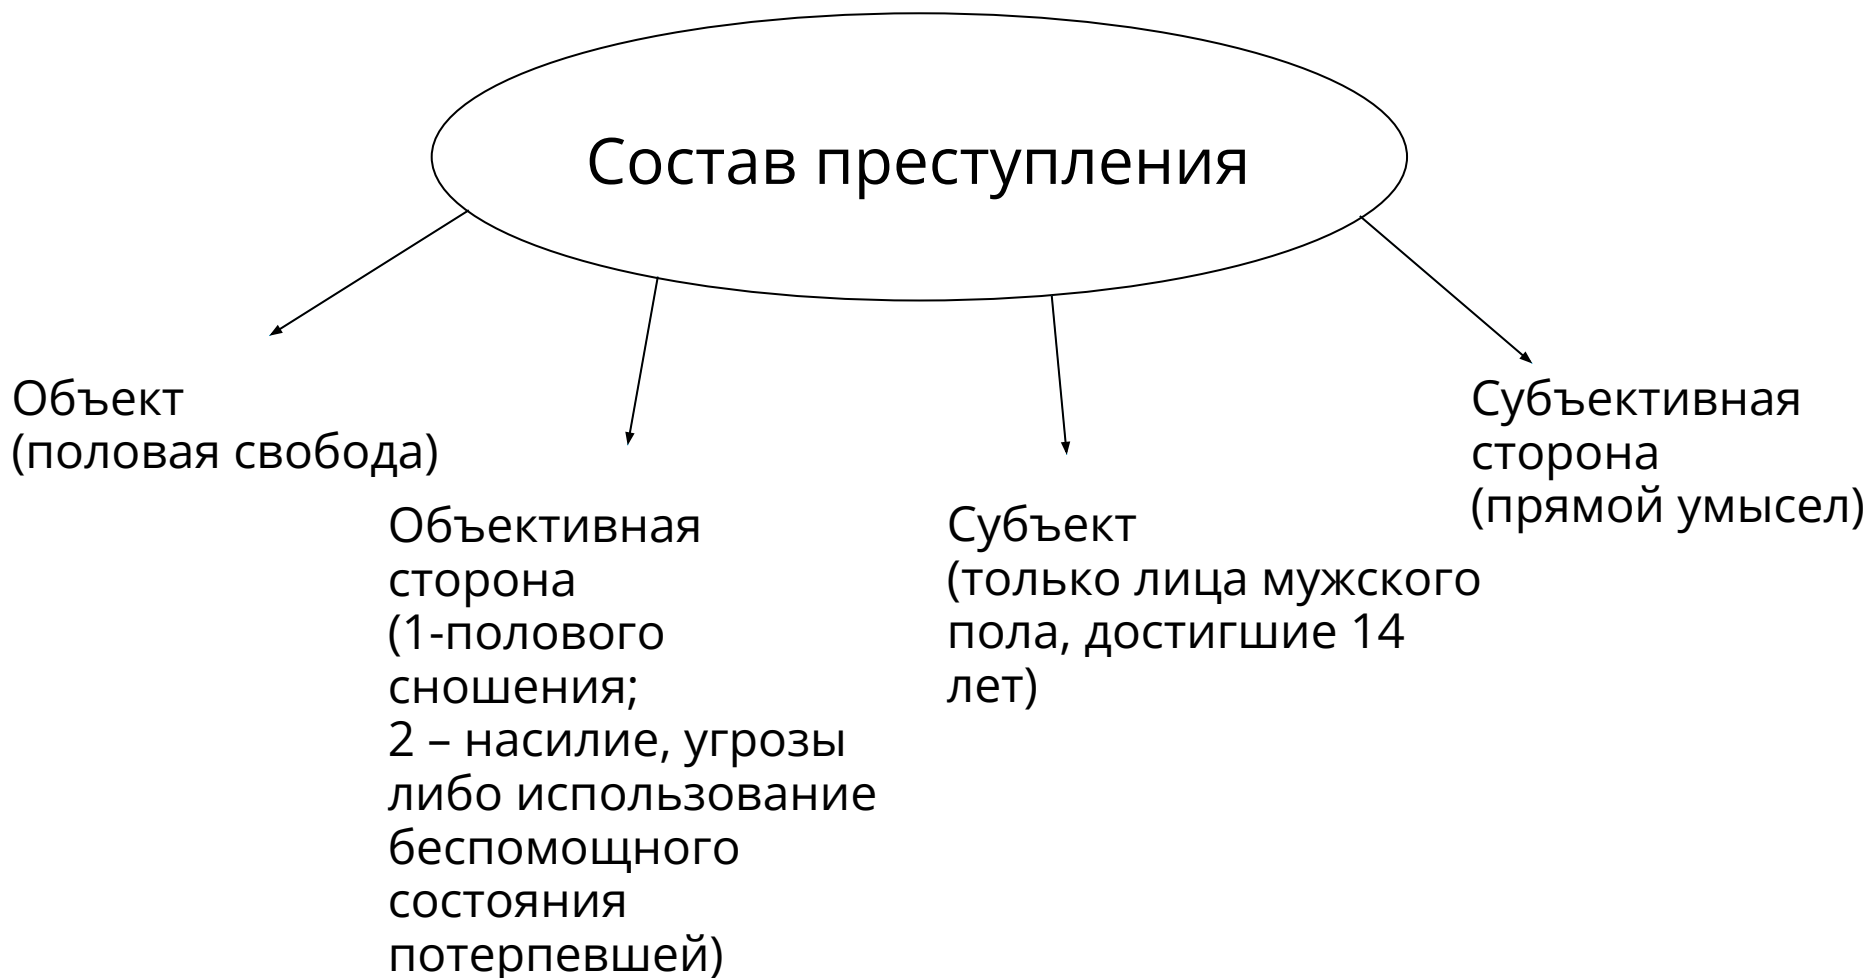 Состав преступления
Объект
(половая свобода)
Объективная
сторона
(1-полового
сношения;
2 – насилие, угрозы
либо использование
беспомощного
состояния
потерпевшей)
Субъект
(только лица мужского
пола, достигшие 14
лет)
Субъективная
сторона
(прямой умысел)